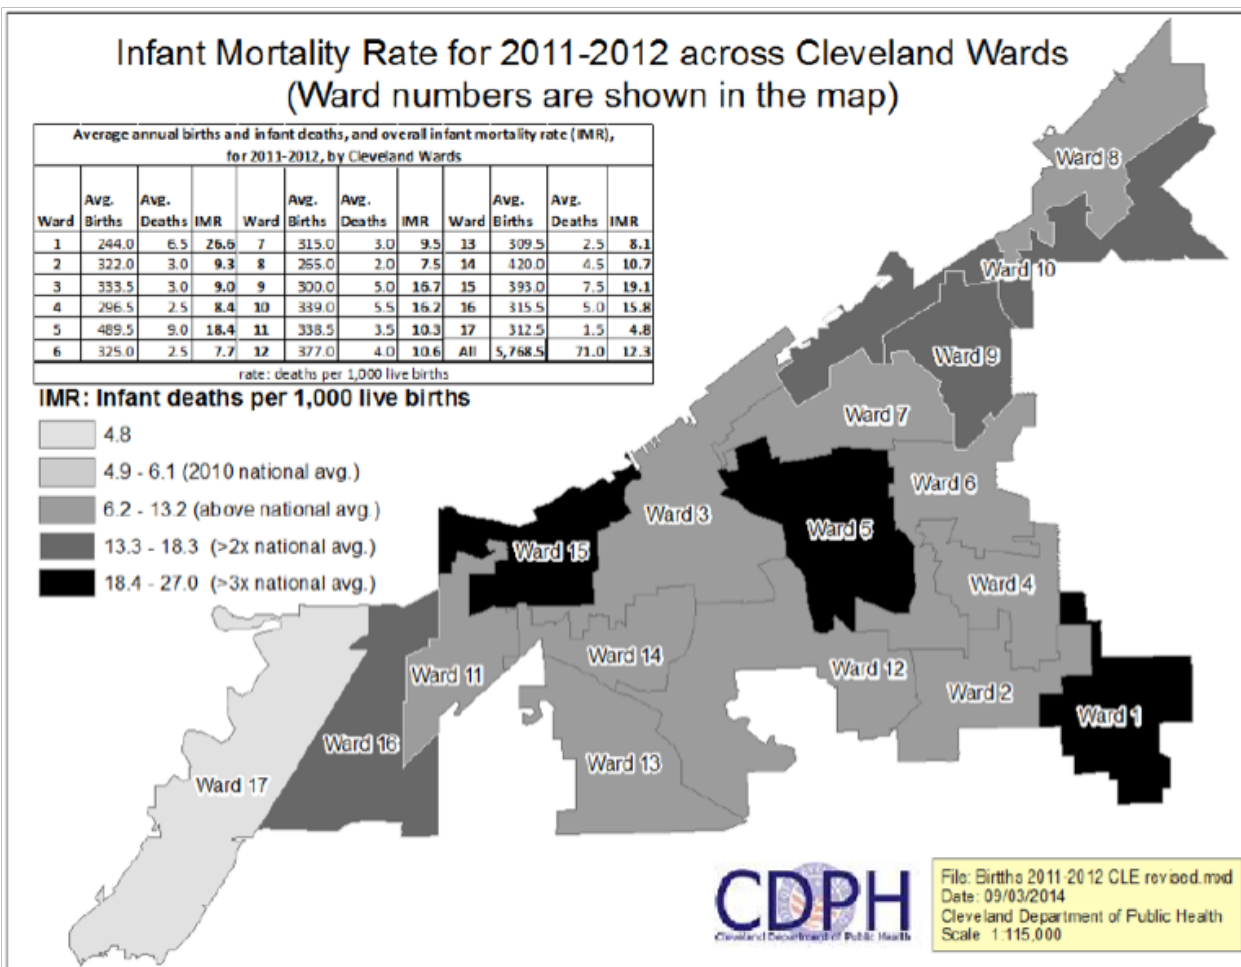 Infant Mortality Rate for 2011-2012 across Cleveland Wards
(Ward numbers are shown in the map)
Average annual births and infant deaths, and overall infant mortality rate (IMR),
for 2011-2012, by Cleveland Wards
Ward Avg. Births Avg. Deaths IMR Ward Avg. Births Avg. Deaths IMR Ward Avg. Births Avg. Deaths IMR
1 244.0 6.5 26.6 7 315.0 3.0 9.5 13 309.5 2.5 8.1
2 322.0 3.0 9.3 8 265.0 2.0 7.5 14 420.0 4.5 10.7
3 333.5 3.0 9.0 9 300.0 5.0 16.7 15 393.0 7.5 19.1
4 296.5 2.5 8.4 10 339.0 5.5 16.2 16 315.5 5.0 15.8
5 489.5 9.0 18.4 11 338.5 3.5 10.3 17 312.5 1.5 4.8
6 325.0 2.5 7.7 12 377.0 4.0 10.6 All 5,768.5 71.0 12.3
rate: deaths per 1,000 live births
IMR: Infant deaths per 1,000 live births
4.8
4.9 - 6.1 (2010 national avg.)
6.2 - 13.2 (above national avg.)
13.3 - 18.3 (>2x national avg.)
18.4 - 27.0 (>3x national avg.)
Ward 8
Ward 10
Ward 9
Ward 7
Ward 6
Ward 3
Ward 5
Ward 15
Ward 4
Ward 14
Ward 11
Ward 12
Ward 2
Ward 1
Ward 16
Ward 13
Ward 17
CDPH
Cleveland Department of Public Health
File: Birtths 2011-2012 CLE revised.mxd
Date: 09/03/2014
Cleveland Department of Public Health
Scale 1:115,000